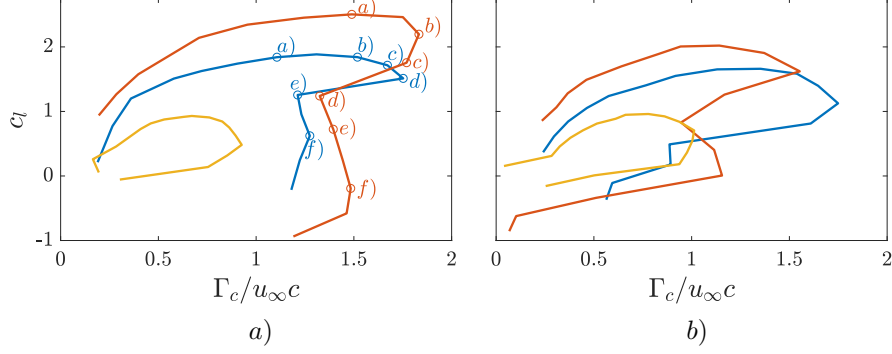 a)
b)
2
a)
b)
c)
c)
d)
e)
d)
1
e)
f)
c_l
0
f)
-1
0 0.5 1 1.5 2 0 0.5 1 1.5 2
Γ_c/u_∞c Γ_c/u_∞c
a) b)